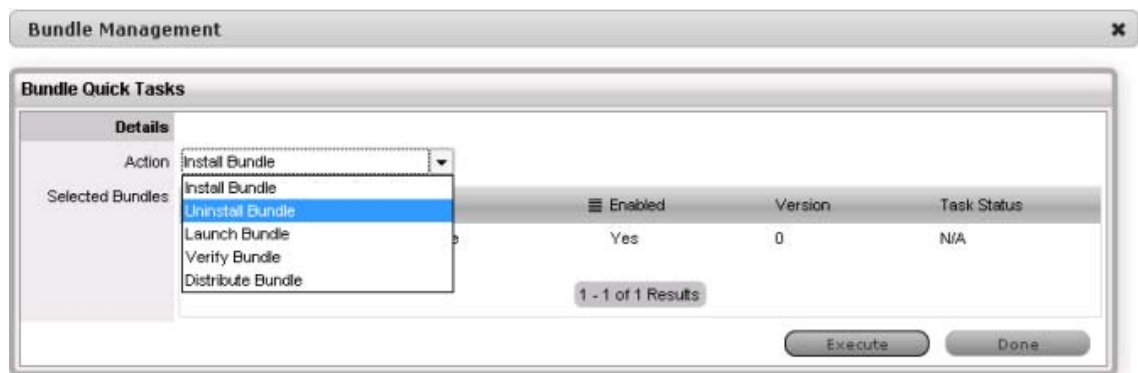 Bundle Management
Bundle Quick Tasks
Details
Action Install Bundle
Selected Bundles
Install Bundle
Uninstall Bundle
Launch Bundle
Verify Bundle
Distribute Bundle
Enabled Version Task Status
Yes 0 N/A
1 - 1 of 1 Results
Execute Done